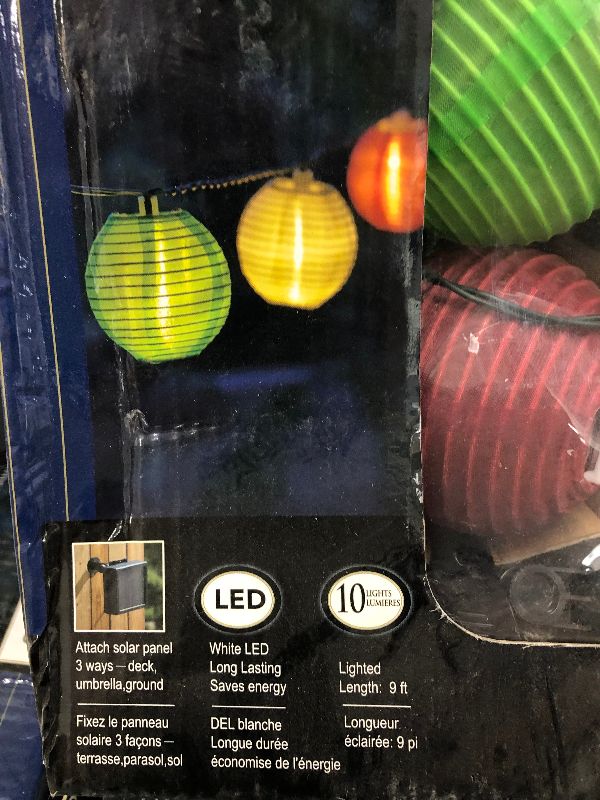 LED
10 LIGHTS
LUMIÈRES
Attach solar panel
3 ways – deck,
umbrella,ground
Fixez le panneau
solaire 3 façons –
terrasse,parasol,sol
White LED
Long Lasting
Saves energy
DEL blanche
Longue durée
économise de l'énergie
Lighted
Length: 9 ft
Longueur
éclairée: 9 pi